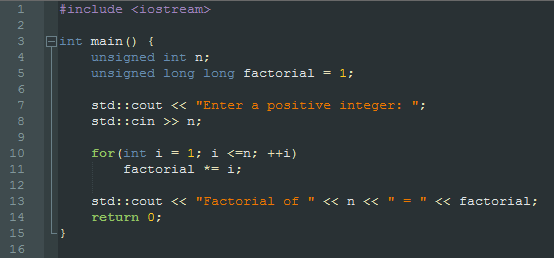 1 #include <iostream>
2
3 int main() {
4     unsigned int n;
5     unsigned long long factorial = 1;
6
7     std::cout << "Enter a positive integer: ";
8     std::cin >> n;
9
10     for(int i = 1; i <=n; ++i)
11         factorial *= i;
12
13     std::cout << "Factorial of " << n << " = " << factorial;
14     return 0;
15 }
16